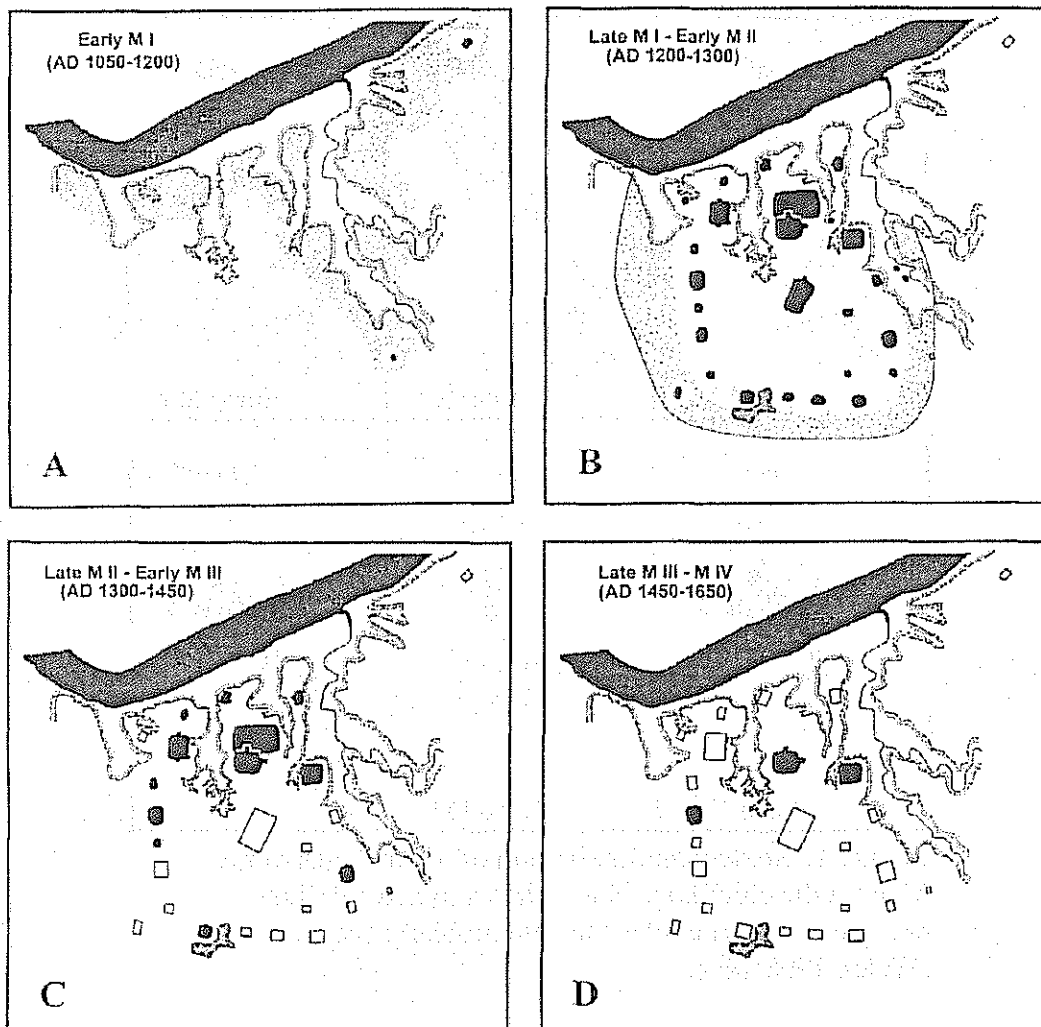 Early M I
(AD 1050-1200)
A
Late M I - Early M II
(AD 1200-1300)
B
Late M II - Early M III
(AD 1300-1450)
C
Late M III - M IV
(AD 1450-1650)
D